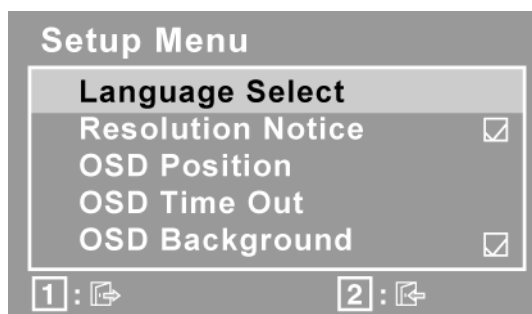 Setup Menu
Language Select
Resolution Notice
OSD Position
OSD Time Out
OSD Background
1 : 2 :